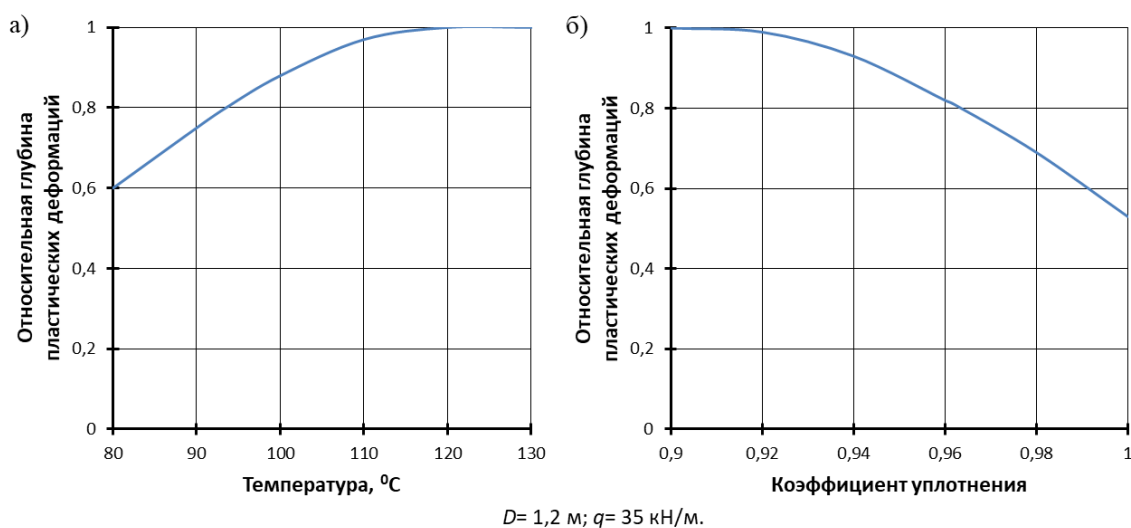 а)
Относительная глубина
пластических деформаций
1
0,8
0,6
0,4
0,2
0
80 90 100 110 120 130
Температура, ⁰С
б)
Относительная глубина
пластических деформаций
1
0,8
0,6
0,4
0,2
0
0,9 0,92 0,94 0,96 0,98 1
Коэффициент уплотнения
D= 1,2 м; q= 35 кН/м.